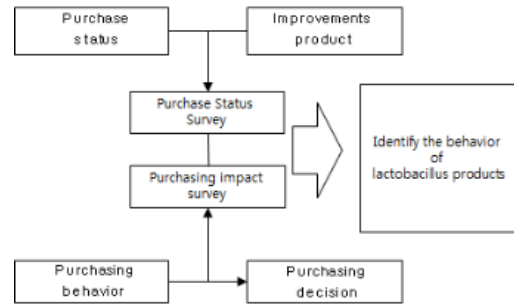 Purchase
status
Improvements
product
Purchase Status
Survey
Purchasing impact
survey
Identify the behavior
of
lactobacillus products
Purchasing
behavior
Purchasing
decision